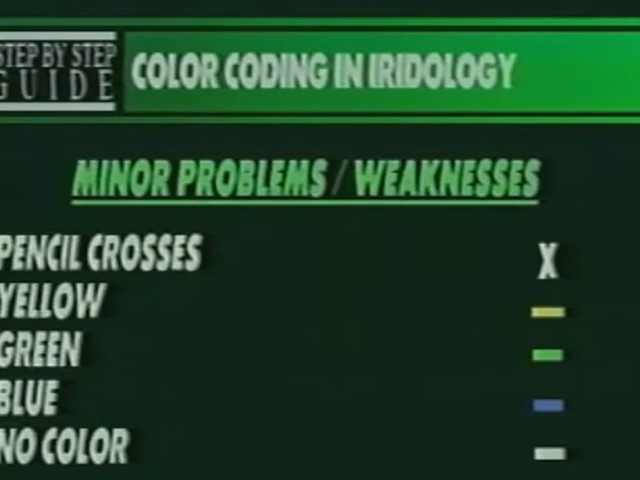 STEP BY STEP
GUIDE
COLOR CODING IN IRIDOLOGY
MINOR PROBLEMS / WEAKNESSES
PENCIL CROSSES X
YELLOW
GREEN
BLUE
NO COLOR